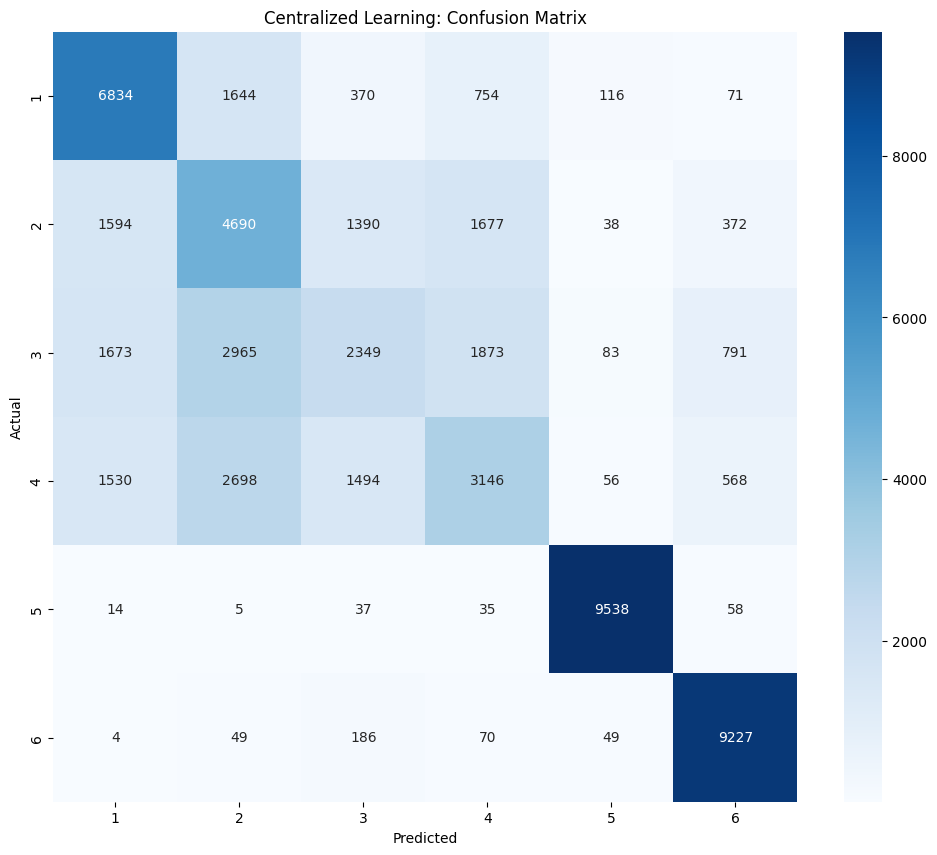 Centralized Learning: Confusion Matrix
1 6834 1644 370 754 116 71
2 1594 4690 1390 1677 38 372
3 1673 2965 2349 1873 83 791
4 1530 2698 1494 3146 56 568
5 14 5 37 35 9538 58
6 4 49 186 70 49 9227
1 2 3 4 5 6
Predicted
Actual
8000
6000
4000
2000